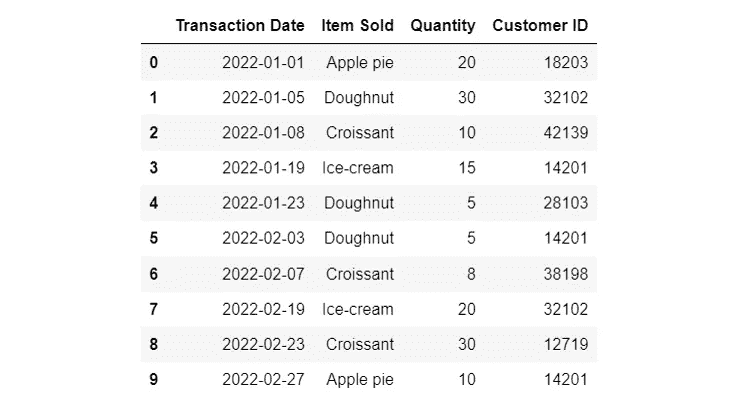 Transaction Date Item Sold Quantity Customer ID
0 2022-01-01 Apple pie 20 18203
1 2022-01-05 Doughnut 30 32102
2 2022-01-08 Croissant 10 42139
3 2022-01-19 Ice-cream 15 14201
4 2022-01-23 Doughnut 5 28103
5 2022-02-03 Doughnut 5 14201
6 2022-02-07 Croissant 8 38198
7 2022-02-19 Ice-cream 20 32102
8 2022-02-23 Croissant 30 12719
9 2022-02-27 Apple pie 10 14201